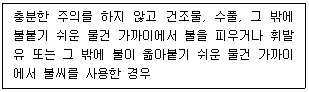 충분한 주의를 하지 않고 건조물, 수풀, 그 밖에
불붙기 쉬운 물건 가까이에서 불을 피우거나 휘발
유 또는 그 밖에 불이 옮아붙기 쉬운 물건 가까이
에서 불씨를 사용한 경우